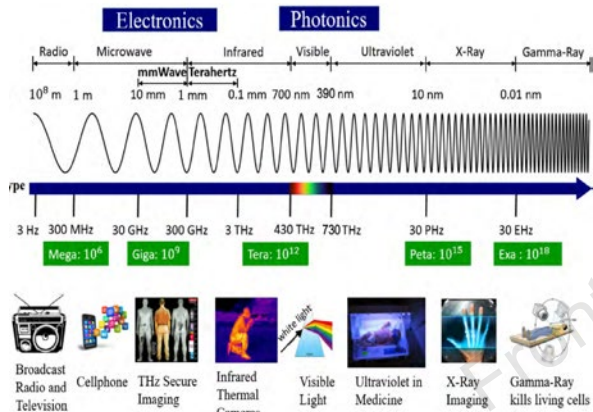 Electronics Photonics
Radio Microwave Infrared Visible Ultraviolet X-Ray Gamma-Ray
mmWave Terahertz
10⁸ m 1 m 10 mm 1 mm 0.1 mm 700 nm 390nm 10 nm 0.01 nm
ype
3 Hz 300 MHz 30 GHz 300 GHz 3 THz 430 THz 730THz 30 PHz 30 EHz
Mega: 10⁶ Giga: 10⁹ Tera: 10¹² Peta: 10¹⁵ Exa : 10¹⁸
white light
Broadcast Cellphone THz Secure Infrared Visible Ultraviolet in X-Ray Gamma-Ray
Radio and Imaging Thermal Light Medicine Imaging kills living cells
Television Cameras